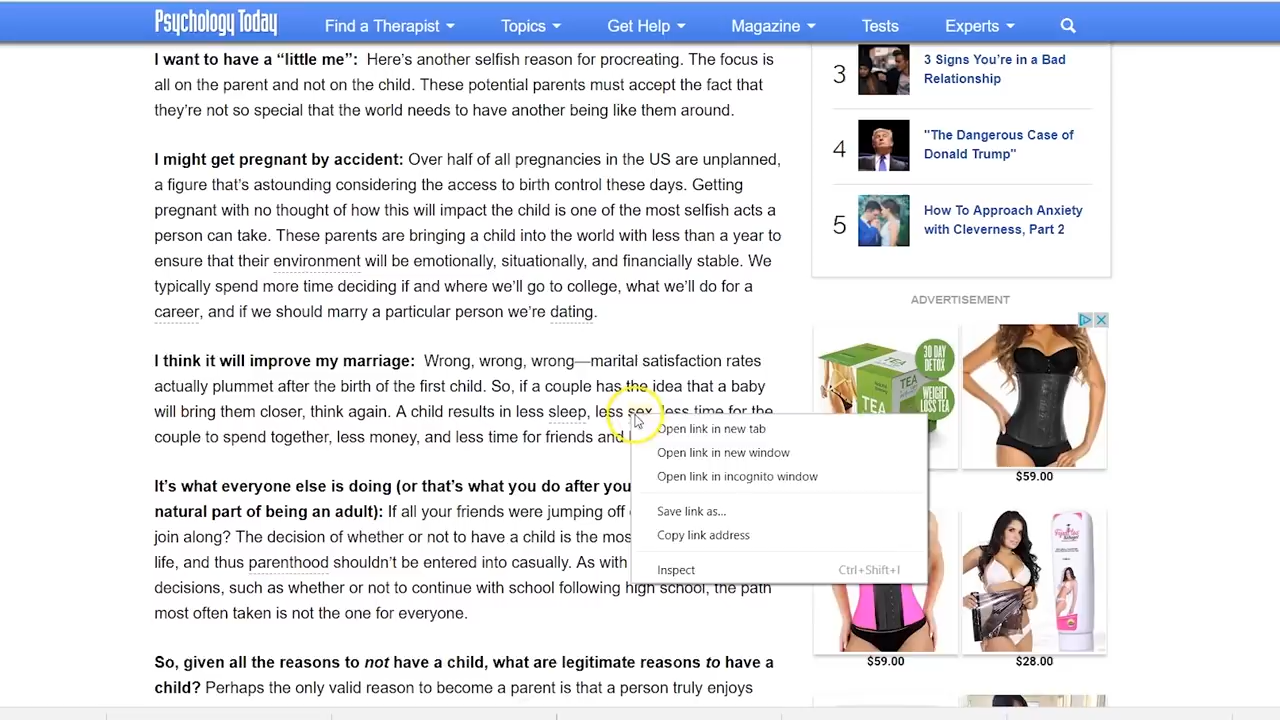 Psychology Today
Find a Therapist
Topics
Get Help
Magazine
Tests
Experts
I want to have a “little me”: Here’s another selfish reason for procreating. The focus is
all on the parent and not on the child. These potential parents must accept the fact that
they’re not so special that the world needs to have another being like them around.
I might get pregnant by accident: Over half of all pregnancies in the US are unplanned,
a figure that’s astounding considering the access to birth control these days. Getting
pregnant with no thought of how this will impact the child is one of the most selfish acts a
person can take. These parents are bringing a child into the world with less than a year to
ensure that their environment will be emotionally, situationally, and financially stable. We
typically spend more time deciding if and where we’ll go to college, what we’ll do for a
career, and if we should marry a particular person we’re dating.
I think it will improve my marriage: Wrong, wrong, wrong—marital satisfaction rates
actually plummet after the birth of the first child. So, if a couple has the idea that a baby
will bring them closer, think again. A child results in less sleep, less sex, less time for the
couple to spend together, less money, and less time for friends and
It’s what everyone else is doing (or that’s what you do after you
natural part of being an adult): If all your friends were jumping off
join along? The decision of whether or not to have a child is the mos
life, and thus parenthood shouldn’t be entered into casually. As with
decisions, such as whether or not to continue with school following high school, the path
most often taken is not the one for everyone.
So, given all the reasons to not have a child, what are legitimate reasons to have a
child? Perhaps the only valid reason to become a parent is that a person truly enjoys
Open link in new tab
Open link in new window
Open link in incognito window
Save link as...
Copy link address
Inspect Ctrl+Shift+I
3
3 Signs You’re in a Bad
Relationship
4
"The Dangerous Case of
Donald Trump"
5
How To Approach Anxiety
with Cleverness, Part 2
ADVERTISEMENT
30 DAY
DETOX
TEA
WEIGHT
LOSS TEA
TEA
$59.00
$59.00
$28.00